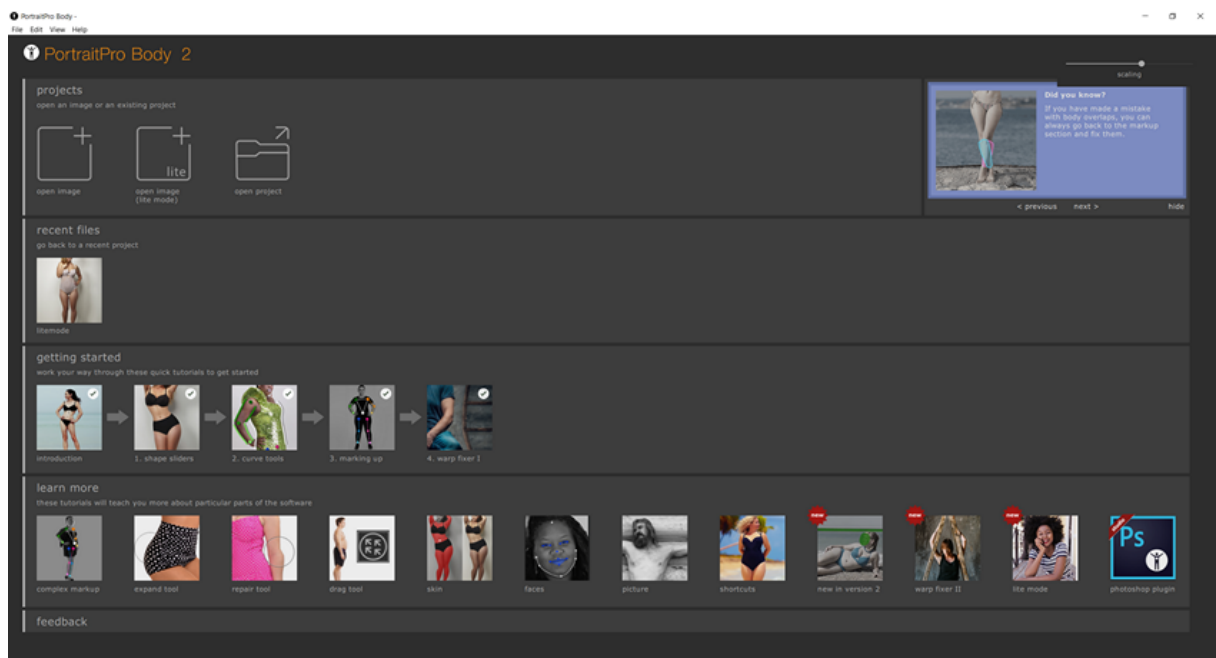 PortraitPro Body -
File Edit View Help
PortraitPro Body 2
scaling
projects
open an image or an existing project
lite
open image
open image
(lite mode)
open project
Did you know?
If you have made a mistake
with body overlaps, you can
always go back to the markup
section and fix them.
< previous next > hide
recent files
go back to a recent project
litemode
getting started
work your way through these quick tutorials to get started
introduction
1. shape sliders
2. curve tools
3. marking up
4. warp fixer I
learn more
these tutorials will teach you more about particular parts of the software
new
new
new
Ps
complex markup
expand tool
repair tool
drag tool
skin
faces
picture
shortcuts
new in version 2
warp fixer II
lite mode
photoshop plugin
feedback